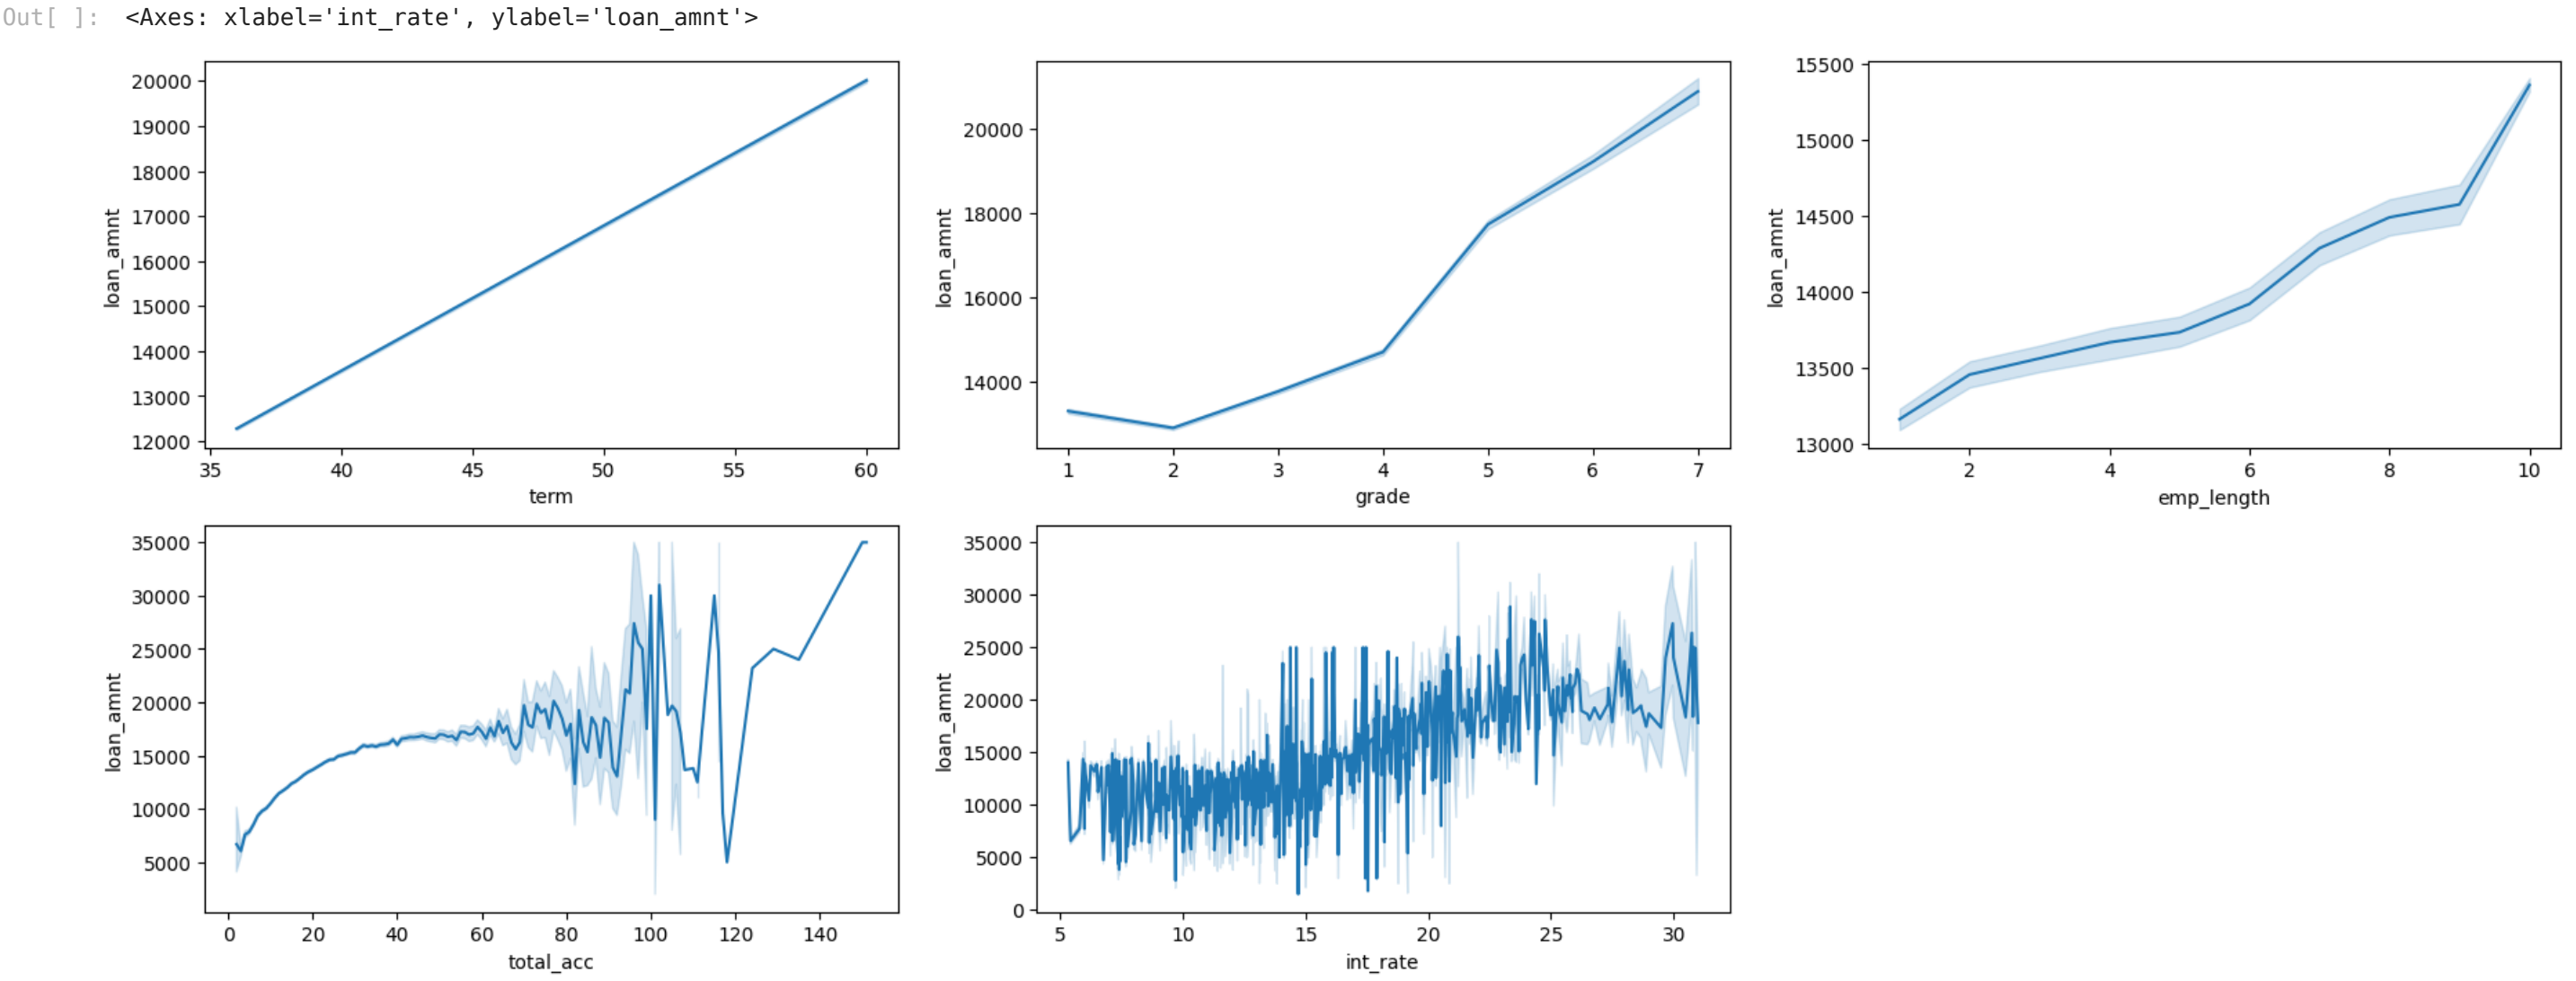 Out[ ]: <Axes: xlabel='int_rate', ylabel='loan_amnt'>
20000
19000
18000
17000
16000
15000
14000
13000
12000
loan_amnt
35 40 45 50 55 60
term
20000
18000
16000
14000
loan_amnt
1 2 3 4 5 6 7
grade
15500
15000
14500
14000
13500
13000
loan_amnt
2 4 6 8 10
emp_length
35000
30000
25000
20000
15000
10000
5000
loan_amnt
0 20 40 60 80 100 120 140
total_acc
35000
30000
25000
20000
15000
10000
5000
0
loan_amnt
5 10 15 20 25 30
int_rate